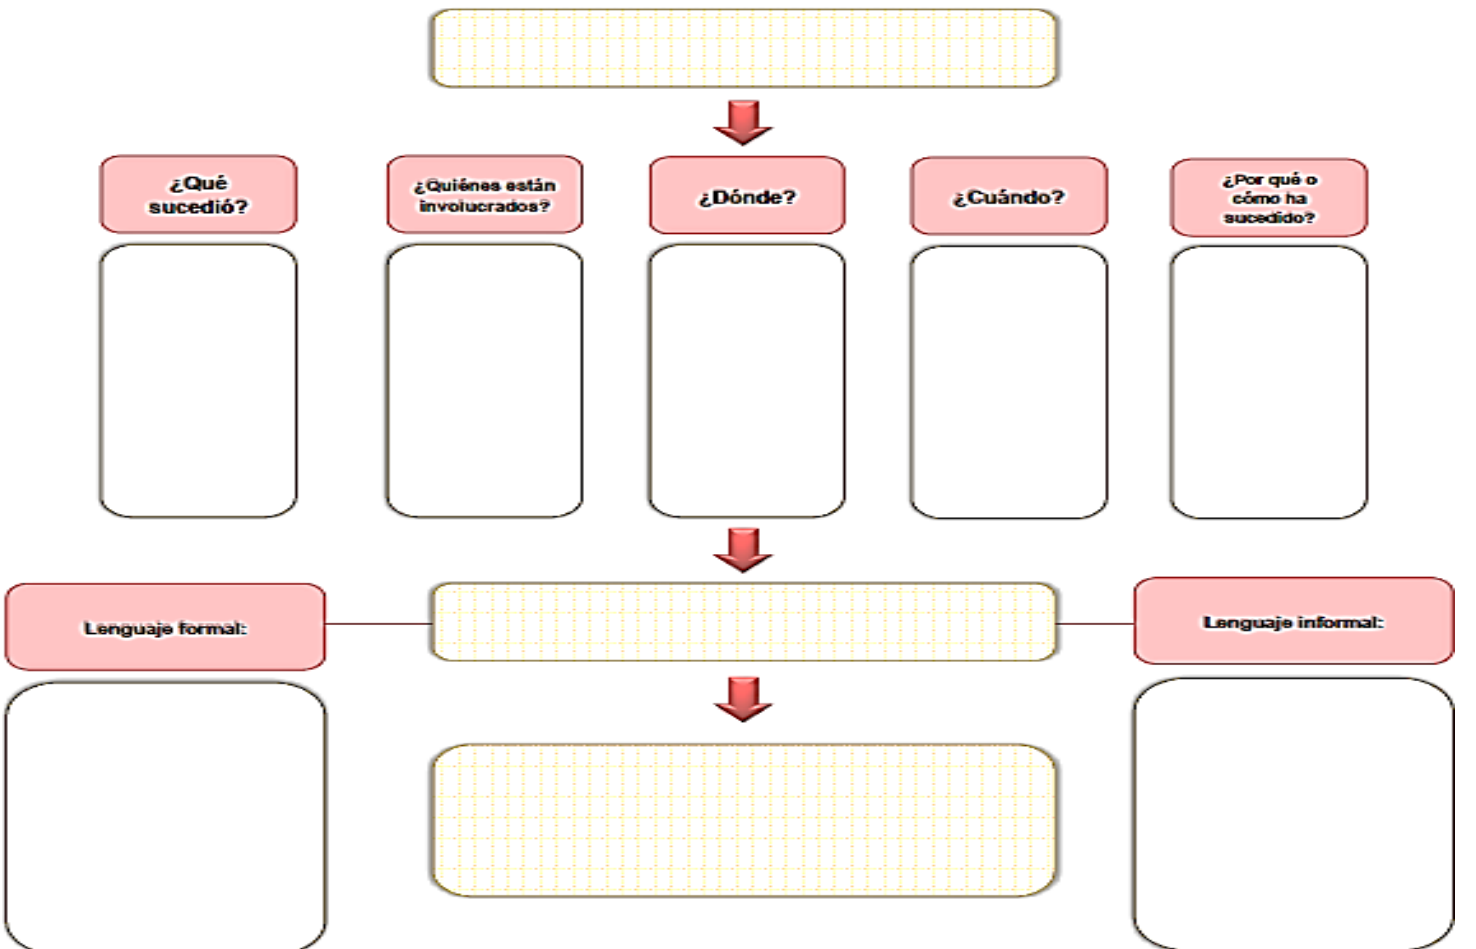 ¿Qué
sucedió?
¿Quiénes están
involucrados?
¿Dónde?
¿Cuándo?
¿Por qué o
cómo ha
sucedido?
Lenguaje formal:
Lenguaje informal: